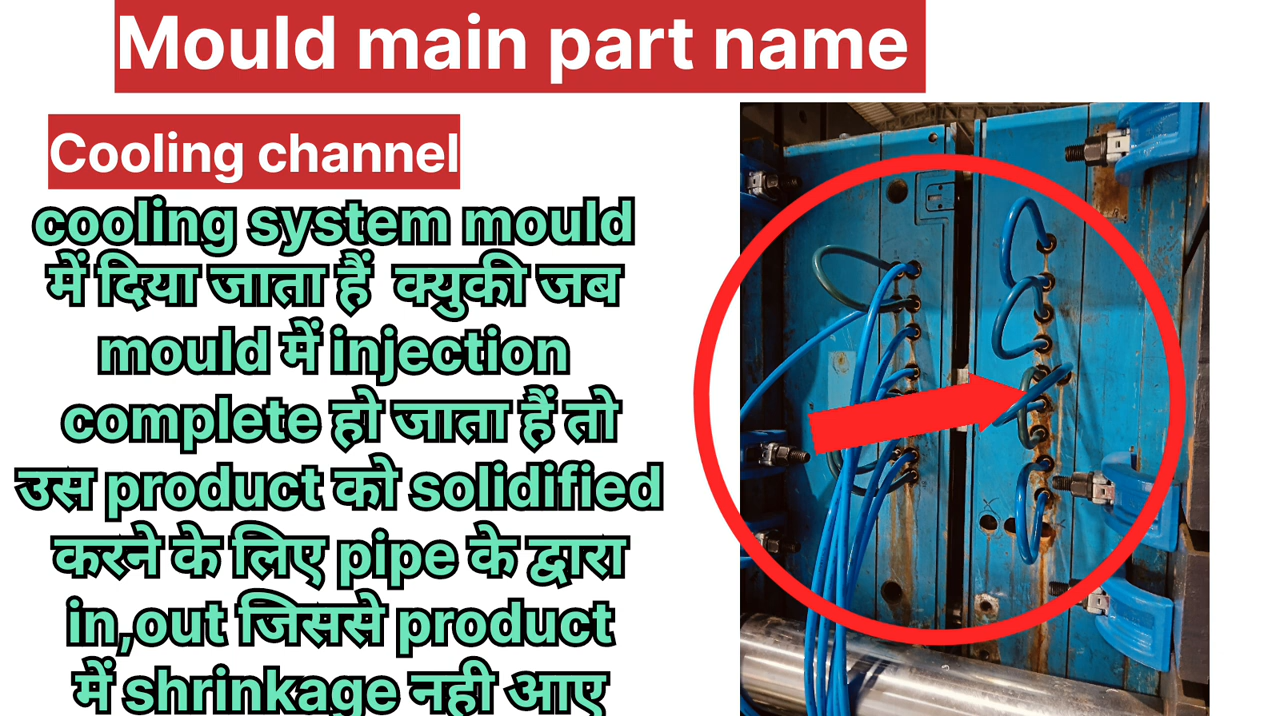 Mould main part name
Cooling channel
cooling system mould
में दिया जाता हैं क्युकी जब
mould में injection
complete हो जाता हैं तो
उस product को solidified
करने के लिए pipe के द्वारा
in,out जिससे product
में shrinkage नही आए